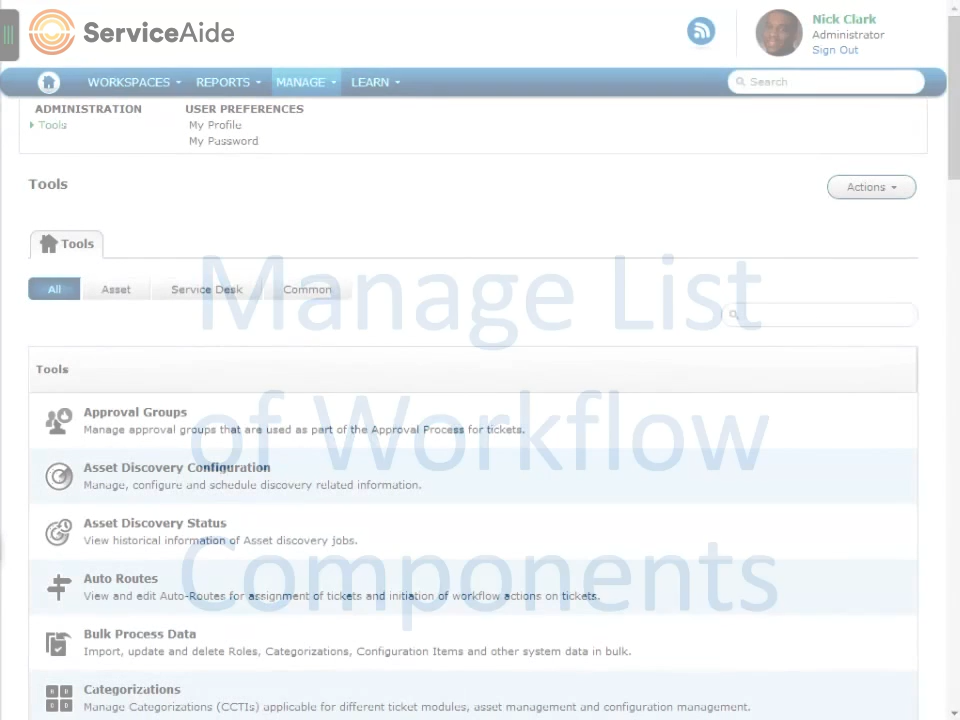 ServiceAide
Nick Clark
Administrator
Sign Out
WORKSPACES REPORTS MANAGE LEARN
Search
ADMINISTRATION USER PREFERENCES
Tools My Profile
My Password
Tools
Actions
Tools
All Asset Service Desk Common
Manage List
of Workflow
Components
Tools
Approval Groups
Manage approval groups that are used as part of the Approval Process for tickets.
Asset Discovery Configuration
Manage, configure and schedule discovery related information.
Asset Discovery Status
View historical information of Asset discovery jobs.
Auto Routes
View and edit Auto-Routes for assignment of tickets and initiation of workflow actions on tickets.
Bulk Process Data
Import, update and delete Roles, Categorizations, Configuration Items and other system data in bulk.
Categorizations
Manage Categorizations (CCTIs) applicable for different ticket modules, asset management and configuration management.